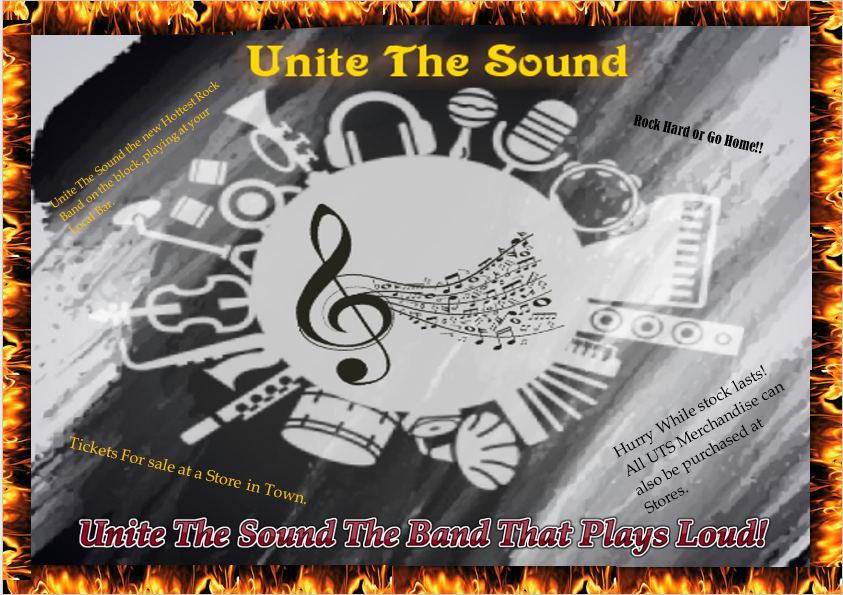 Unite The Sound
Unite The Sound the new Hottest Rock
Band on the block, playing at your
Local Bar.
Rock Hard or Go Home!!
Hurry While stock lasts!
All UTS Merchandise can
also be purchased at
Stores.
Tickets For sale at a Store in Town.
Unite The Sound The Band That Plays Loud!